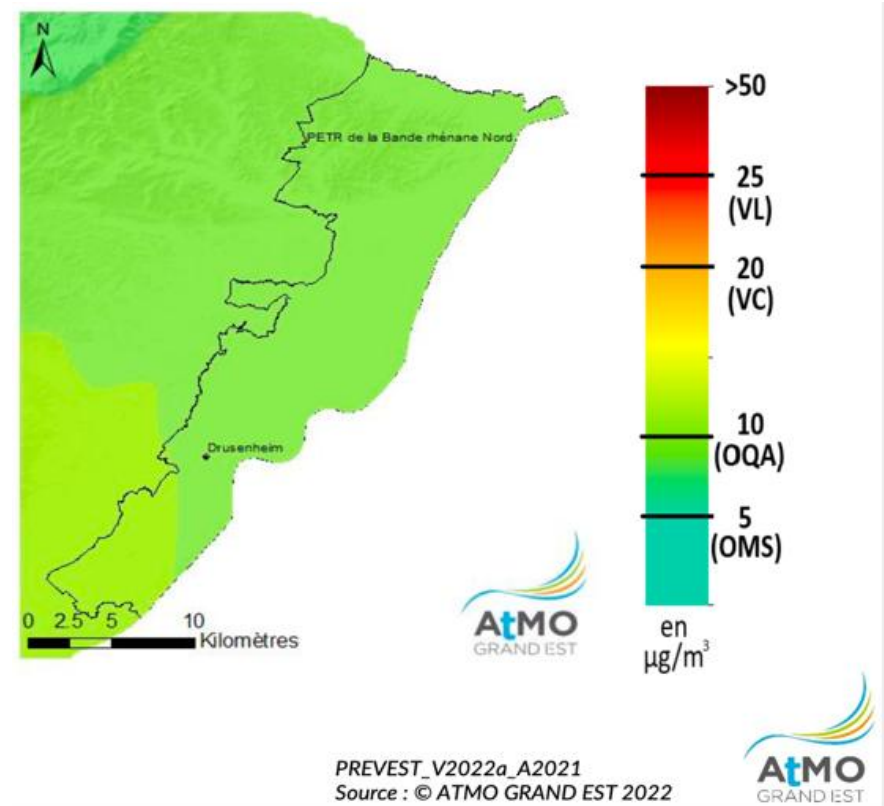 N
PETR de la Bande rhénane Nord
Drusenheim
0 2.5 5 10
Kilomètres
AtMO
GRAND EST
>50
25
(VL)
20
(VC)
10
(OQA)
5
(OMS)
en
µg/m³
PREVEST_V2022a_A2021
Source : © ATMO GRAND EST 2022
AtMO
GRAND EST